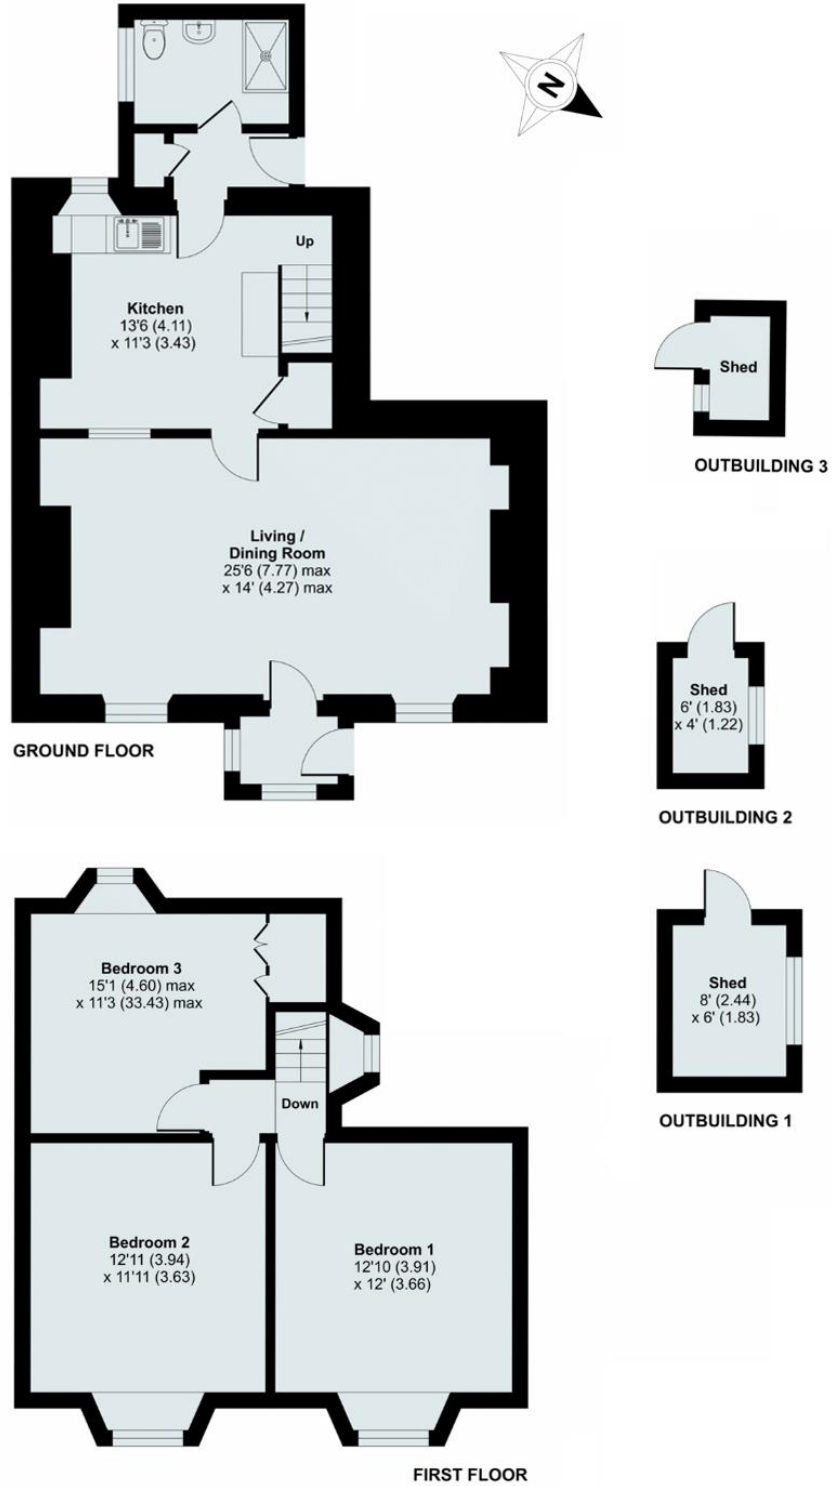 N
Up
Kitchen
13'6 (4.11)
x 11'3 (3.43)
Shed
OUTBUILDING 3
Living /
Dining Room
25'6 (7.77) max
x 14' (4.27) max
Shed
6' (1.83)
x 4' (1.22)
GROUND FLOOR
OUTBUILDING 2
Bedroom 3
15'1 (4.60) max
x 11'3 (33.43) max
Shed
8' (2.44)
x 6' (1.83)
Down
OUTBUILDING 1
Bedroom 2
12'11 (3.94)
x 11'11 (3.63)
Bedroom 1
12'10 (3.91)
x 12' (3.66)
FIRST FLOOR